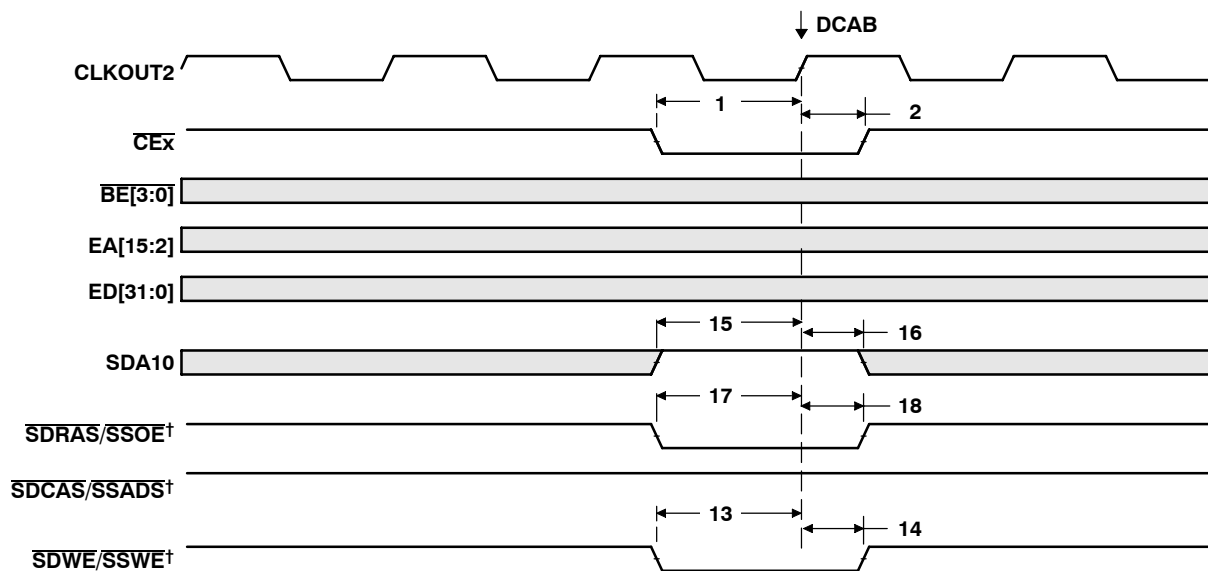 DCAB
CLKOUT2
1
2
CEx
BE[3:0]
EA[15:2]
ED[31:0]
15
16
SDA10
17
18
SDRAS/SSOE†
SDCAS/SSADS†
13
14
SDWE/SSWE†